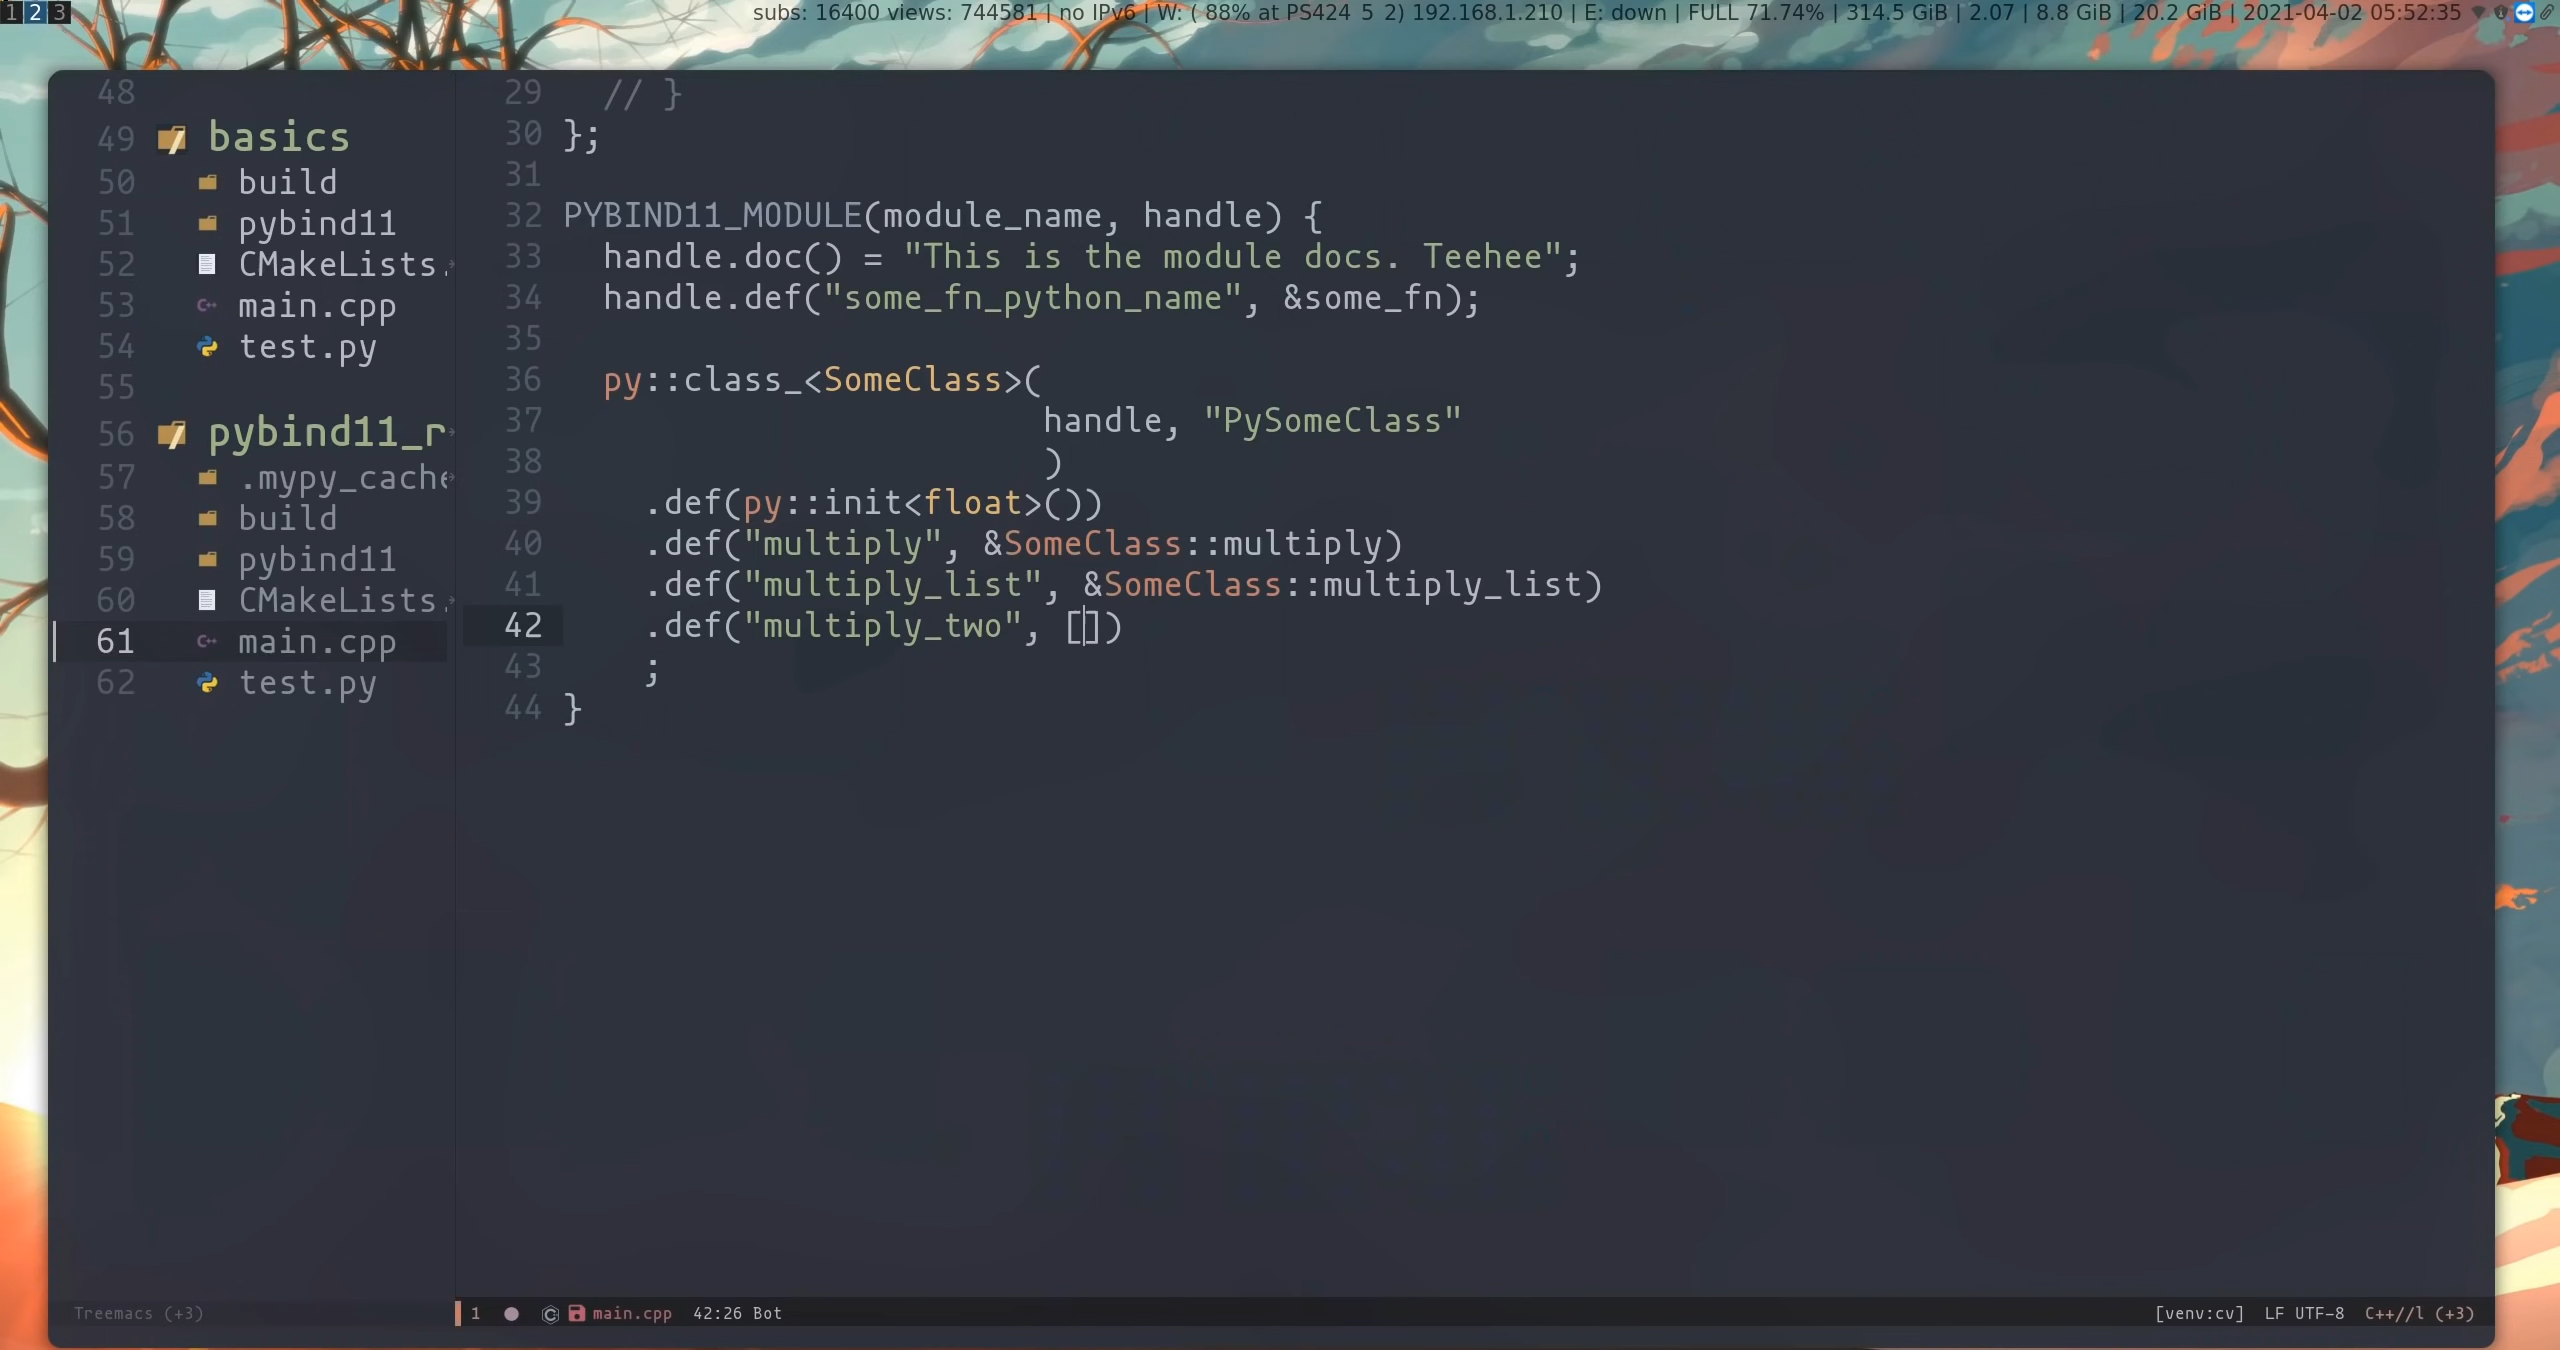 1 2 3
subs: 16400 views: 744581 | no IPv6 | W: ( 88% at PS424 5 2) 192.168.1.210 | E: down | FULL 71.74% | 314.5 GiB | 2.07 | 8.8 GiB | 20.2 GiB | 2021-04-02 05:52:35
48
49 basics
50 build
51 pybind11
52 CMakeLists.
53 main.cpp
54 test.py
55
56 pybind11_r
57 .mypy_cache
58 build
59 pybind11
60 CMakeLists.
61 main.cpp
62 test.py
29 // }
30 };
31
32 PYBIND11_MODULE(module_name, handle) {
33 handle.doc() = "This is the module docs. Teehee";
34 handle.def("some_fn_python_name", &some_fn);
35
36 py::class_<SomeClass>(
37 handle, "PySomeClass"
38 )
39 .def(py::init<float>())
40 .def("multiply", &SomeClass::multiply)
41 .def("multiply_list", &SomeClass::multiply_list)
42 .def("multiply_two", [])
43 ;
44 }
Treemacs (+3)
1 main.cpp 42:26 Bot
[venv:cv] LF UTF-8 C++//l (+3)